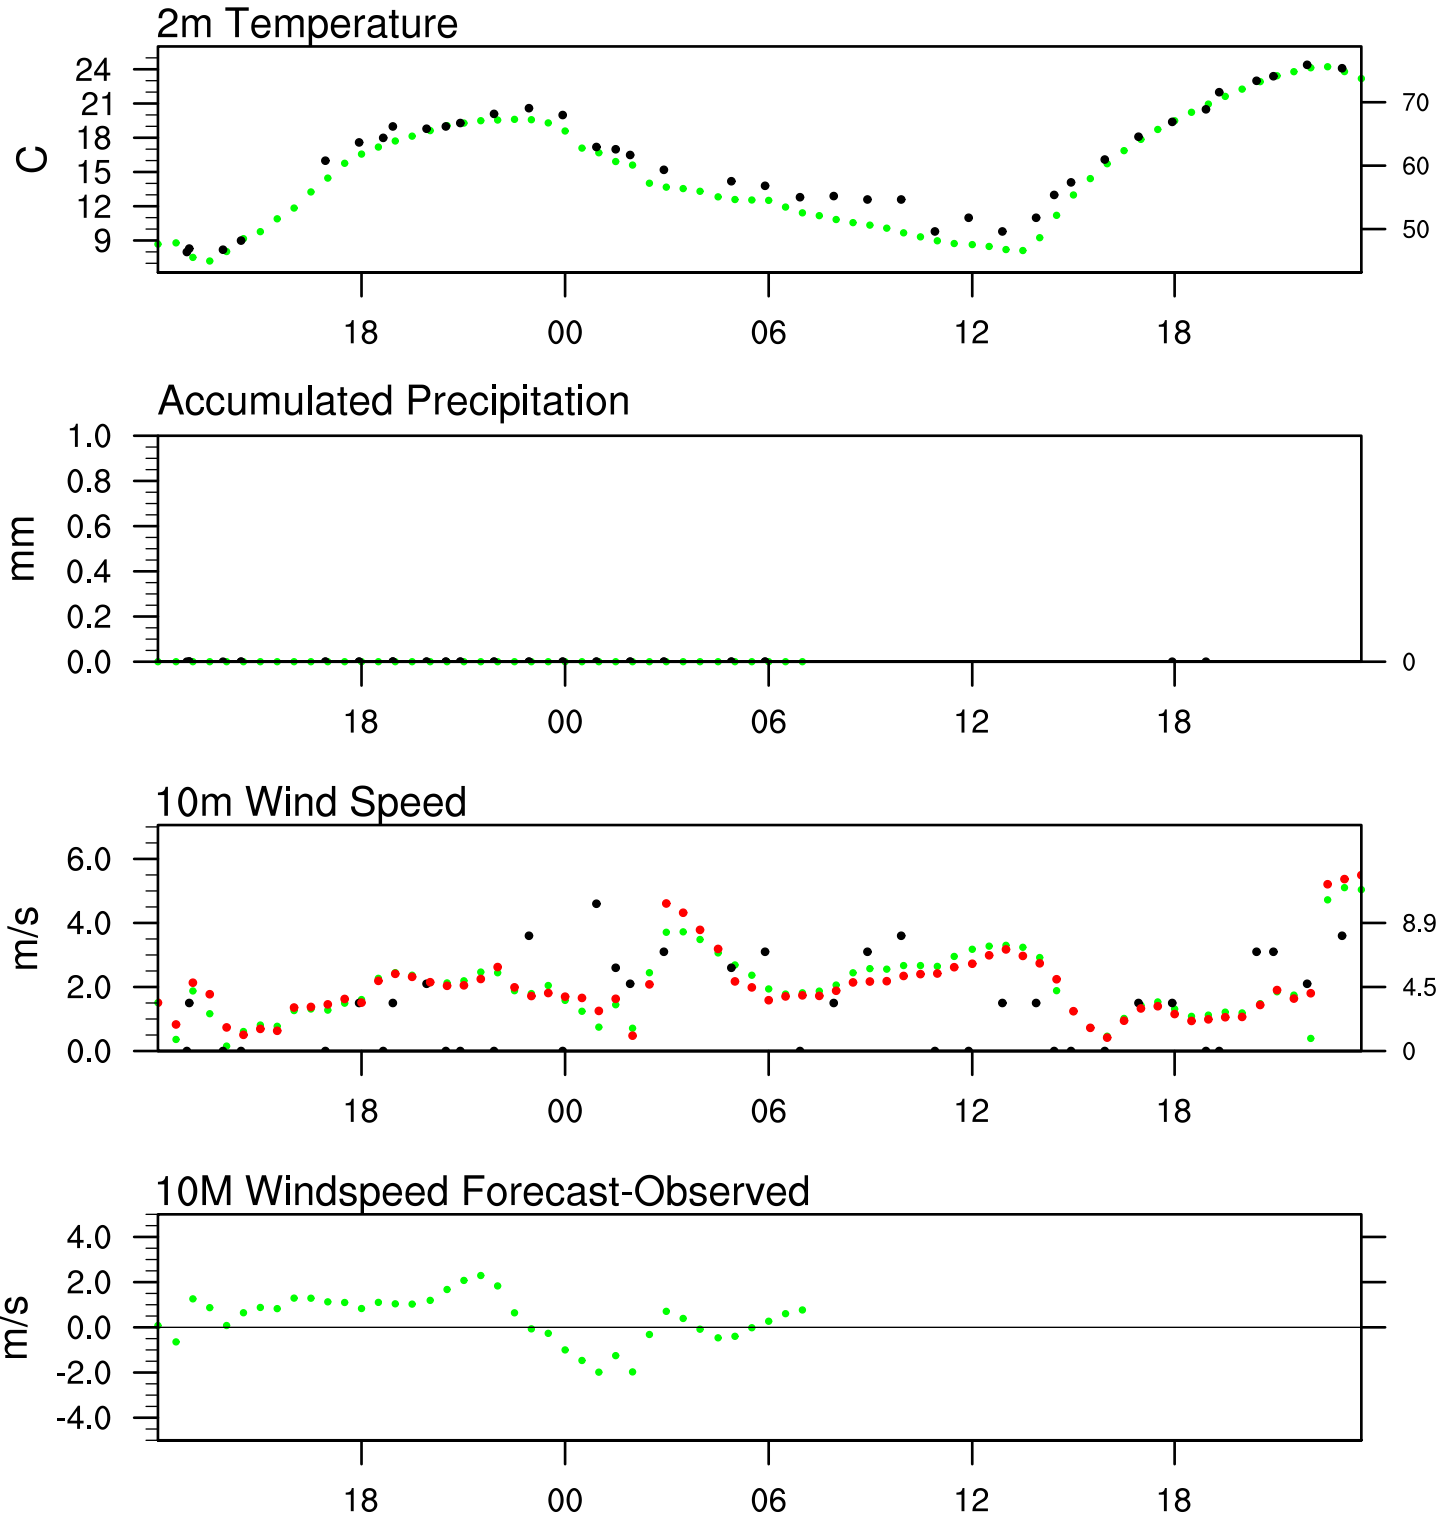 2m Temperature
24
21
18
15
12
9
C
70
60
50
18 00 06 12 18
Accumulated Precipitation
1.0
0.8
0.6
0.4
0.2
0.0
mm
0
18 00 06 12 18
10m Wind Speed
6.0
4.0
2.0
0.0
m/s
8.9
4.5
0
18 00 06 12 18
10M Windspeed Forecast-Observed
4.0
2.0
0.0
-2.0
-4.0
m/s
18 00 06 12 18